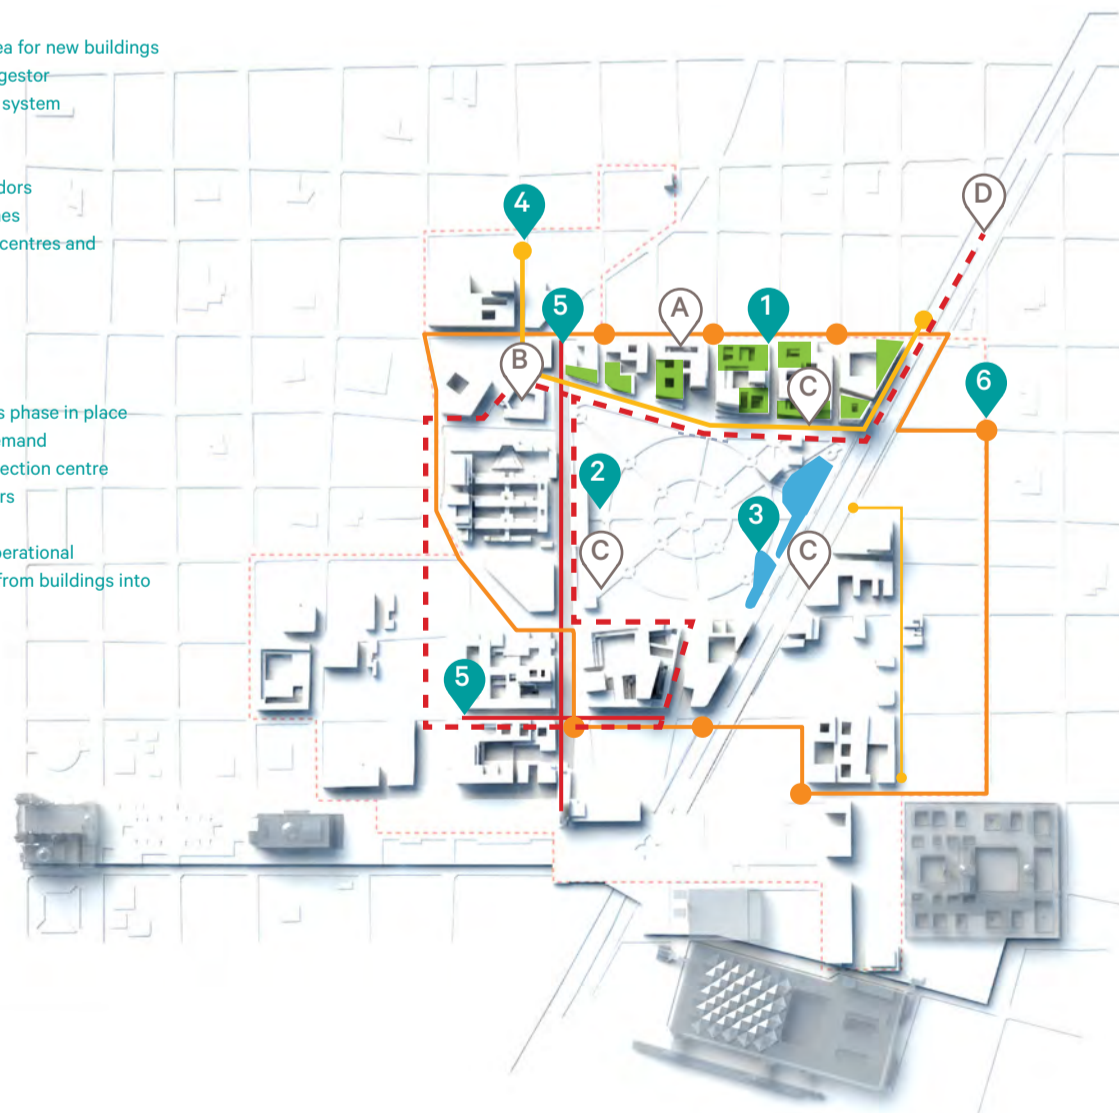 ea for new buildings
gestor
system
dors
es
centres and
s phase in place
emand
ection centre
rs
perational
from buildings into
4
D
5
A
1
B
C
6
2
3
C
C
5